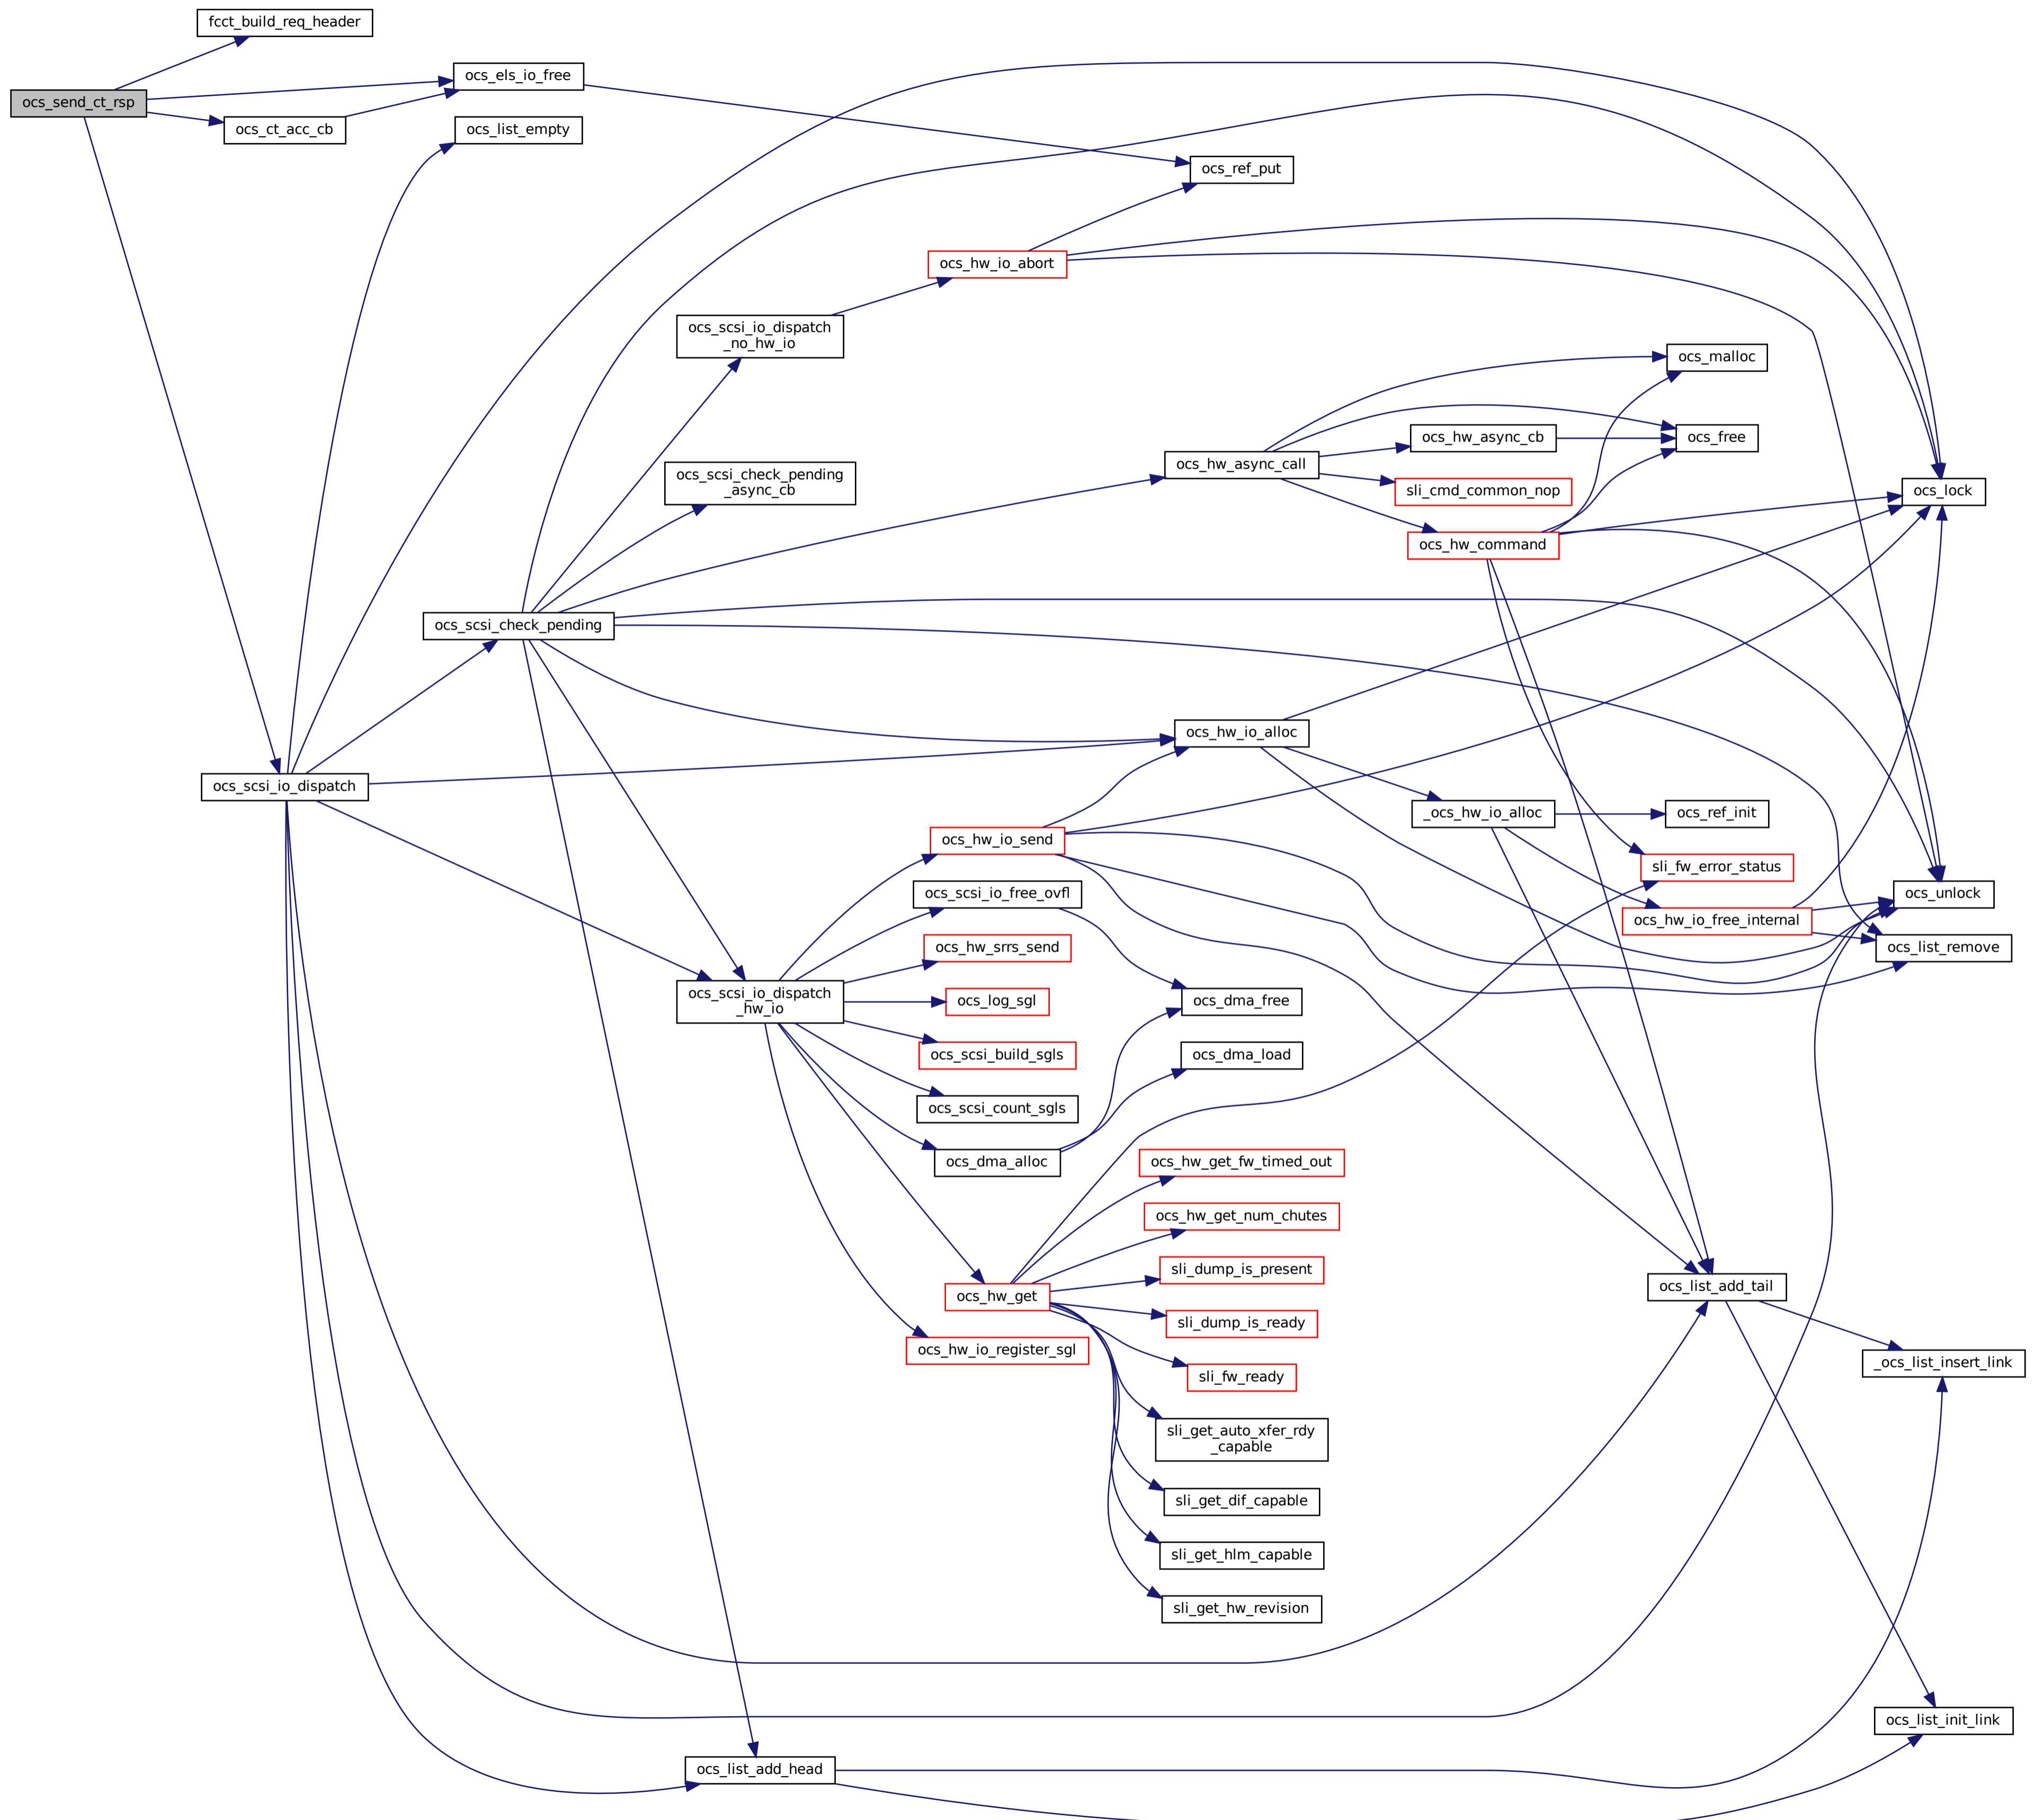 fcct_build_req_header
ocs_els_io_free
ocs_send_ct_rsp
ocs_ct_acc_cb
ocs_list_empty
ocs_ref_put
ocs_hw_io_abort
ocs_scsi_io_dispatch
_no_hw_io
ocs_malloc
ocs_hw_async_cb
ocs_free
ocs_hw_async_call
ocs_scsi_check_pending
_async_cb
sli_cmd_common_nop
ocs_lock
ocs_hw_command
ocs_scsi_check_pending
ocs_hw_io_alloc
ocs_scsi_io_dispatch
_ocs_hw_io_alloc
ocs_ref_init
ocs_hw_io_send
sli_fw_error_status
ocs_scsi_io_free_ovfl
ocs_unlock
ocs_hw_io_free_internal
ocs_hw_srrs_send
ocs_list_remove
ocs_scsi_io_dispatch
_hw_io
ocs_log_sgl
ocs_dma_free
ocs_scsi_build_sgls
ocs_dma_load
ocs_scsi_count_sgls
ocs_dma_alloc
ocs_hw_get_fw_timed_out
ocs_hw_get_num_chutes
sli_dump_is_present
ocs_hw_get
ocs_list_add_tail
sli_dump_is_ready
ocs_hw_io_register_sgl
_ocs_list_insert_link
sli_fw_ready
sli_get_auto_xfer_rdy
_capable
sli_get_dif_capable
sli_get_hlm_capable
sli_get_hw_revision
ocs_list_init_link
ocs_list_add_head